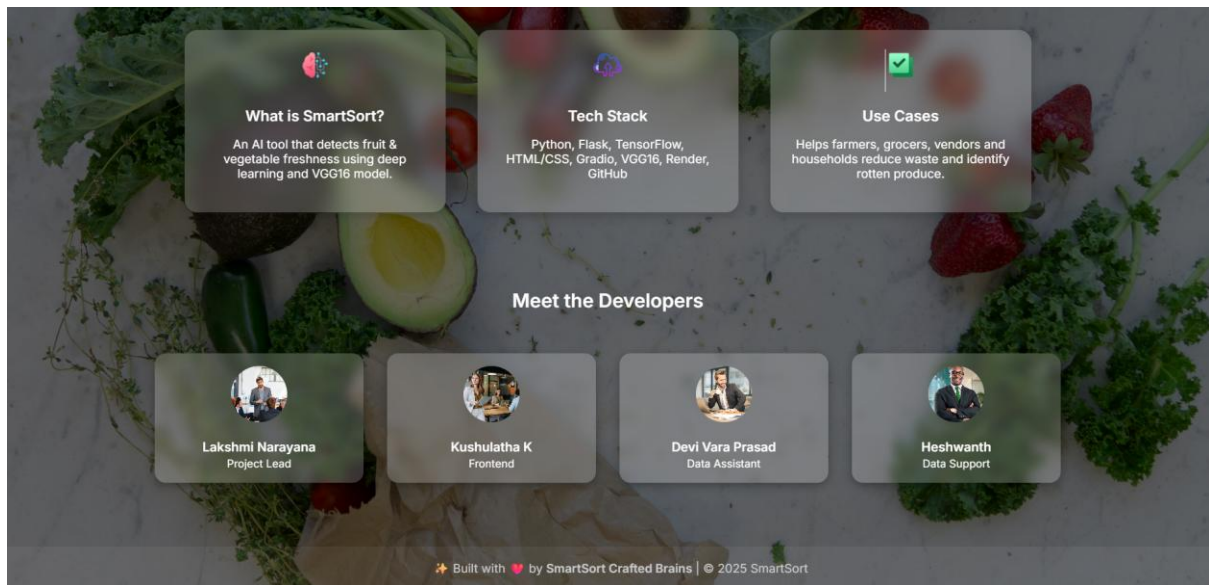 What is SmartSort?
An AI tool that detects fruit &
vegetable freshness using deep
learning and VGG16 model.
Tech Stack
Python, Flask, TensorFlow,
HTML/CSS, Gradio, VGG16, Render,
GitHub
Use Cases
Helps farmers, grocers, vendors and
households reduce waste and identify
rotten produce.
Meet the Developers
Lakshmi Narayana
Project Lead
Kushulatha K
Frontend
Devi Vara Prasad
Data Assistant
Heshwanth
Data Support
✨ Built with ❤️ by SmartSort Crafted Brains | © 2025 SmartSort